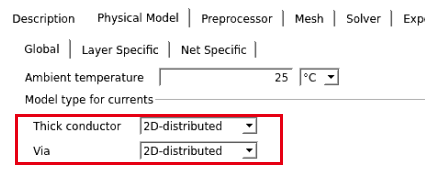 Description Physical Model Preprocessor Mesh Solver Exp
Global Layer Specific Net Specific
Ambient temperature 25 °C
Model type for currents
Thick conductor 2D-distributed
Via 2D-distributed